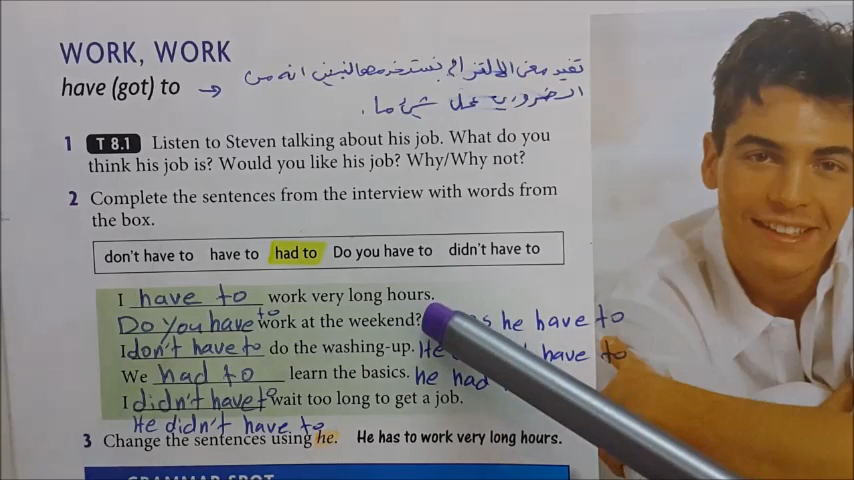 WORK, WORK
have (got) to → تفيد معنى الالتزام نستخدمها لنبين انه من
الضروري عمل شيء ما.
1 T 8.1 Listen to Steven talking about his job. What do you
think his job is? Would you like his job? Why/Why not?
2 Complete the sentences from the interview with words from
the box.
don't have to have to had to Do you have to didn't have to
I have to work very long hours.
Do you have to work at the weekend? he have to
I don't have to do the washing-up. He have to
We had to learn the basics. he had
I didn't have to wait too long to get a job.
He didn't have to
3 Change the sentences using he. He has to work very long hours.
GRAMMAR SPOT